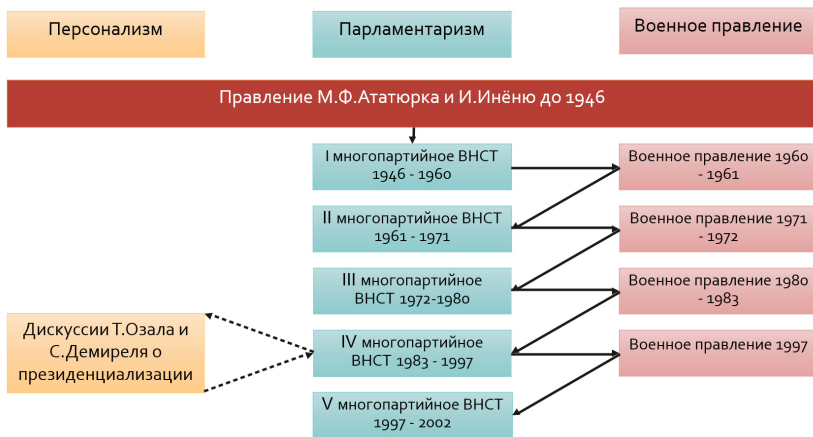 Персонализм
Парламентаризм
Военное правление
Правление М.Ф.Ататюрка и И.Инёню до 1946
I многопартийное ВНСТ
1946 - 1960
Военное правление 1960
- 1961
II многопартийное ВНСТ
1961 - 1971
Военное правление 1971
- 1972
III многопартийное
ВНСТ 1972-1980
Военное правление 1980
- 1983
Дискуссии Т.Озала и
С.Демиреля о
президенциализации
IV многопартийное
ВНСТ 1983 - 1997
Военное правление 1997
V многопартийное ВНСТ
1997 - 2002